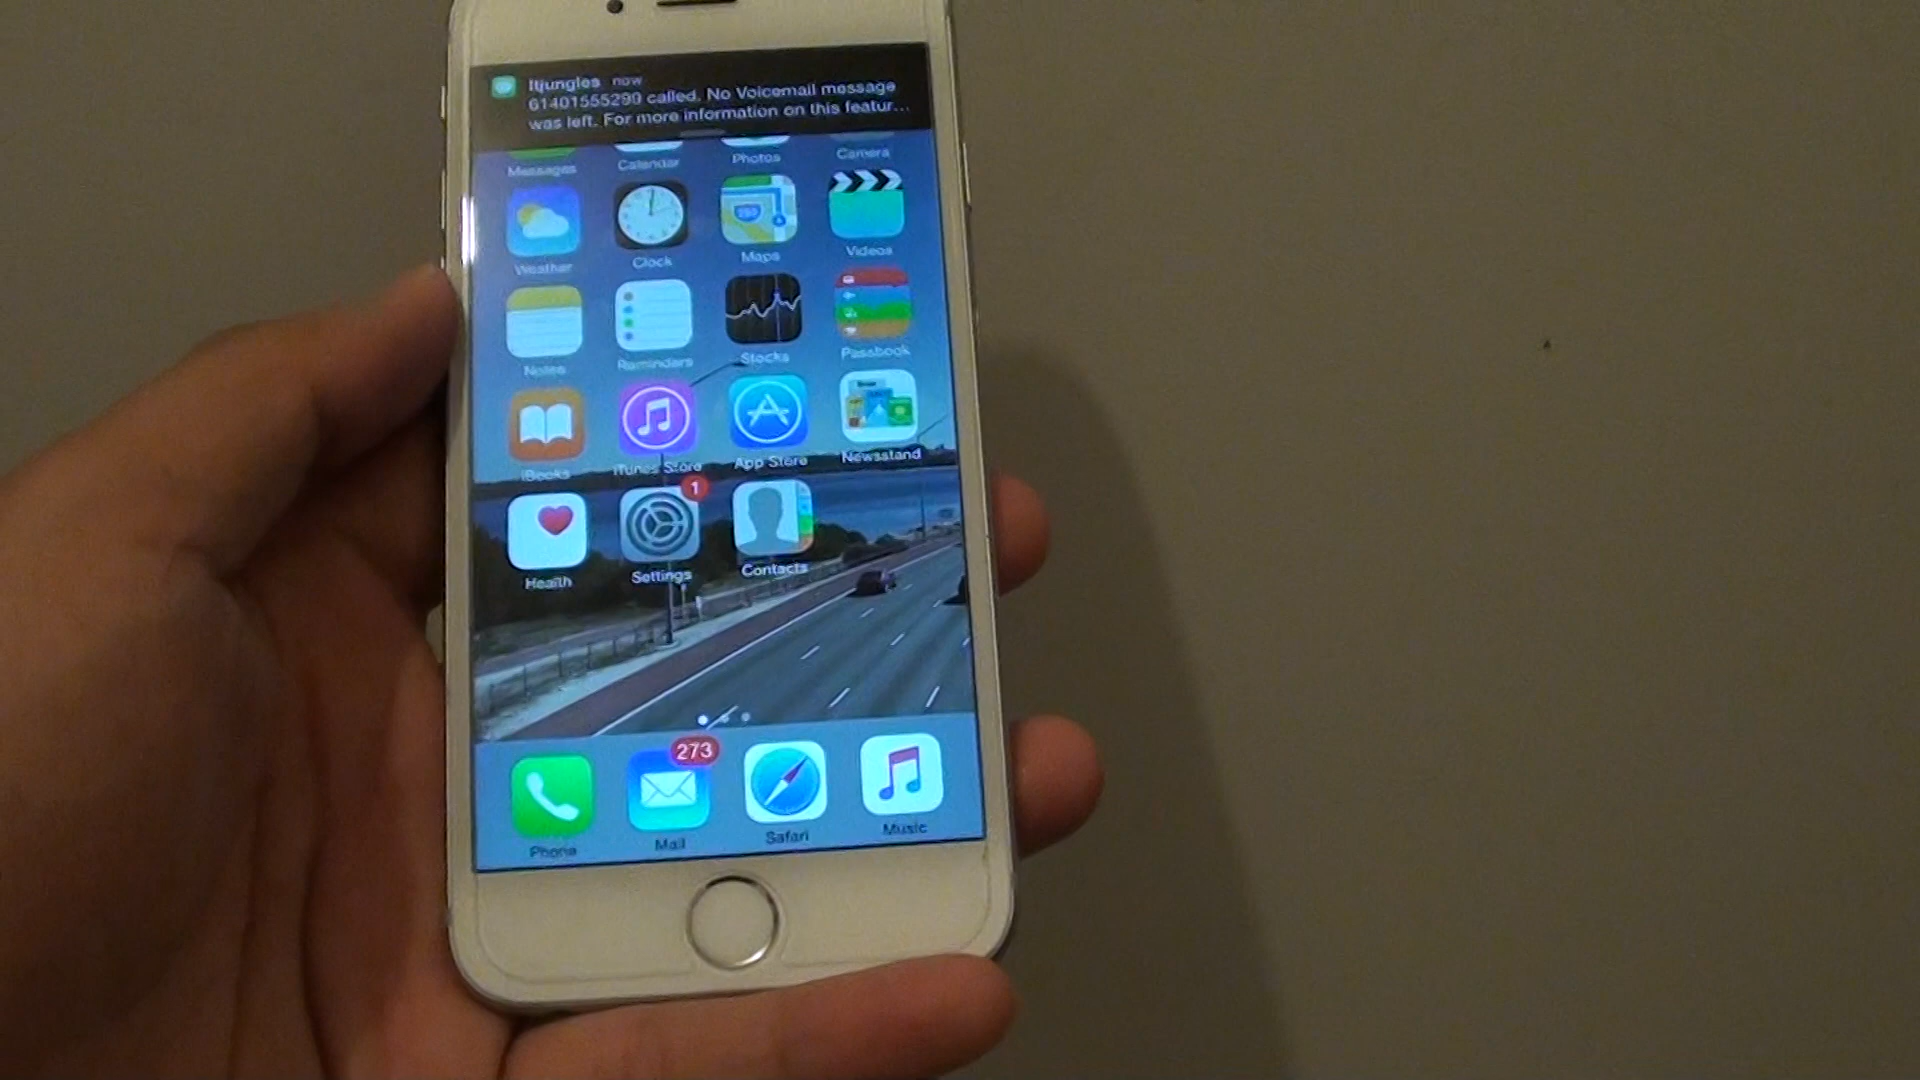 Itjungles now
61401555290 called. No Voicemail message
was left. For more information on this featur...
Messages Calendar Photos Camera
Weather Clock Maps Videos
Notes Reminders Stocks Passbook
iBooks iTunes Store App Store Newsstand
1
Health Settings Contacts
273
Phone Mail Safari Music